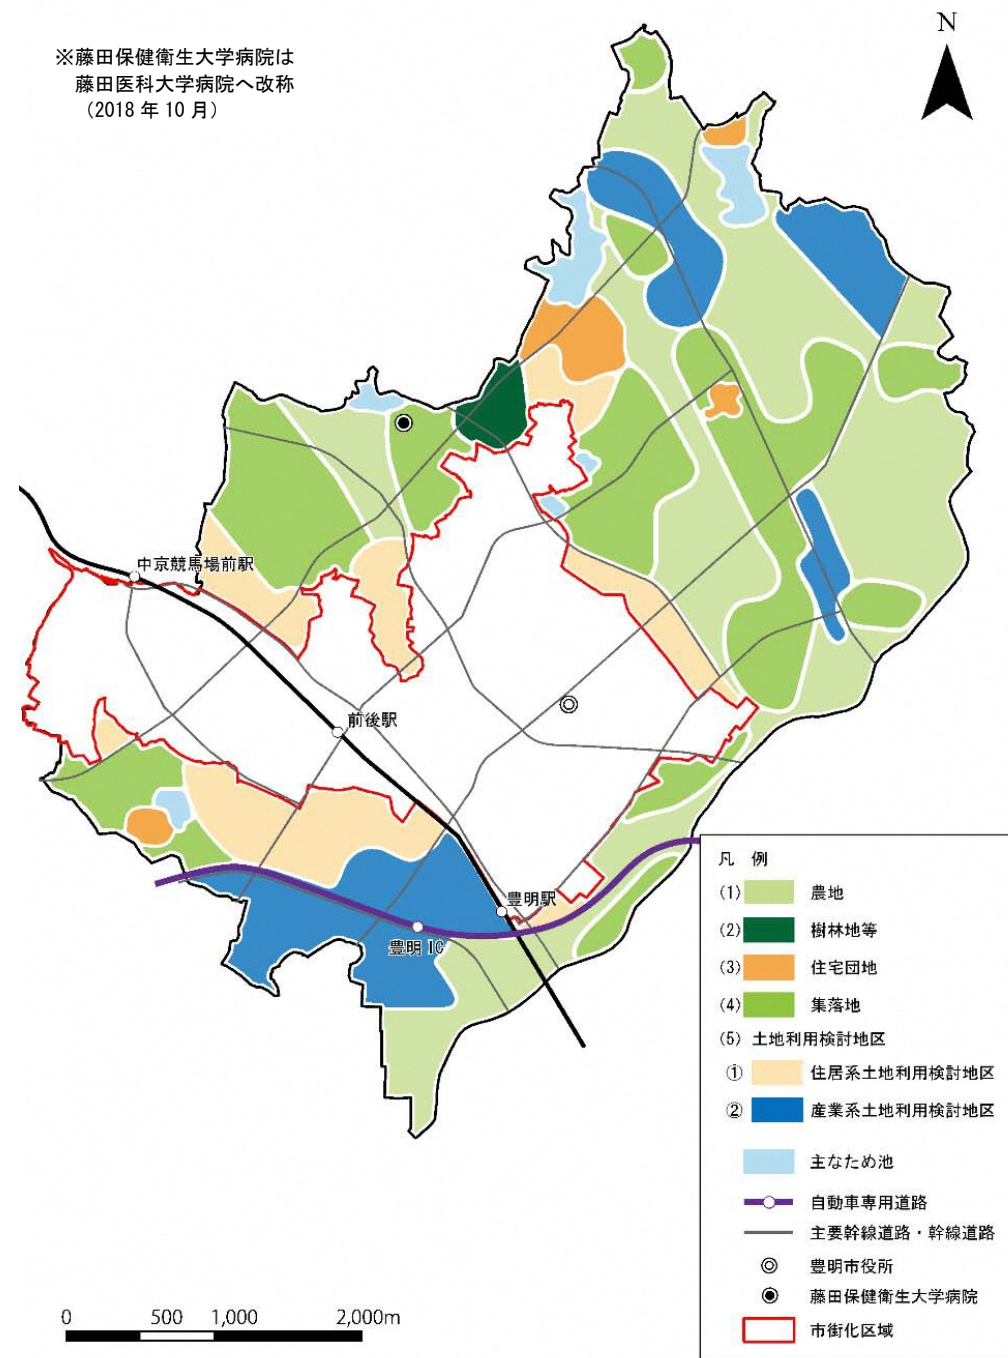 ※藤田保健衛生大学病院は
藤田医科大学病院へ改称
(2018 年 10 月)
N
中京競馬場前駅
前後駅
豊明駅
豊明 IC
凡 例
(1) 農地
(2) 樹林地等
(3) 住宅団地
(4) 集落地
(5) 土地利用検討地区
① 住居系土地利用検討地区
② 産業系土地利用検討地区
主なため池
自動車専用道路
主要幹線道路・幹線道路
豊明市役所
藤田保健衛生大学病院
市街化区域
0 500 1,000 2,000m